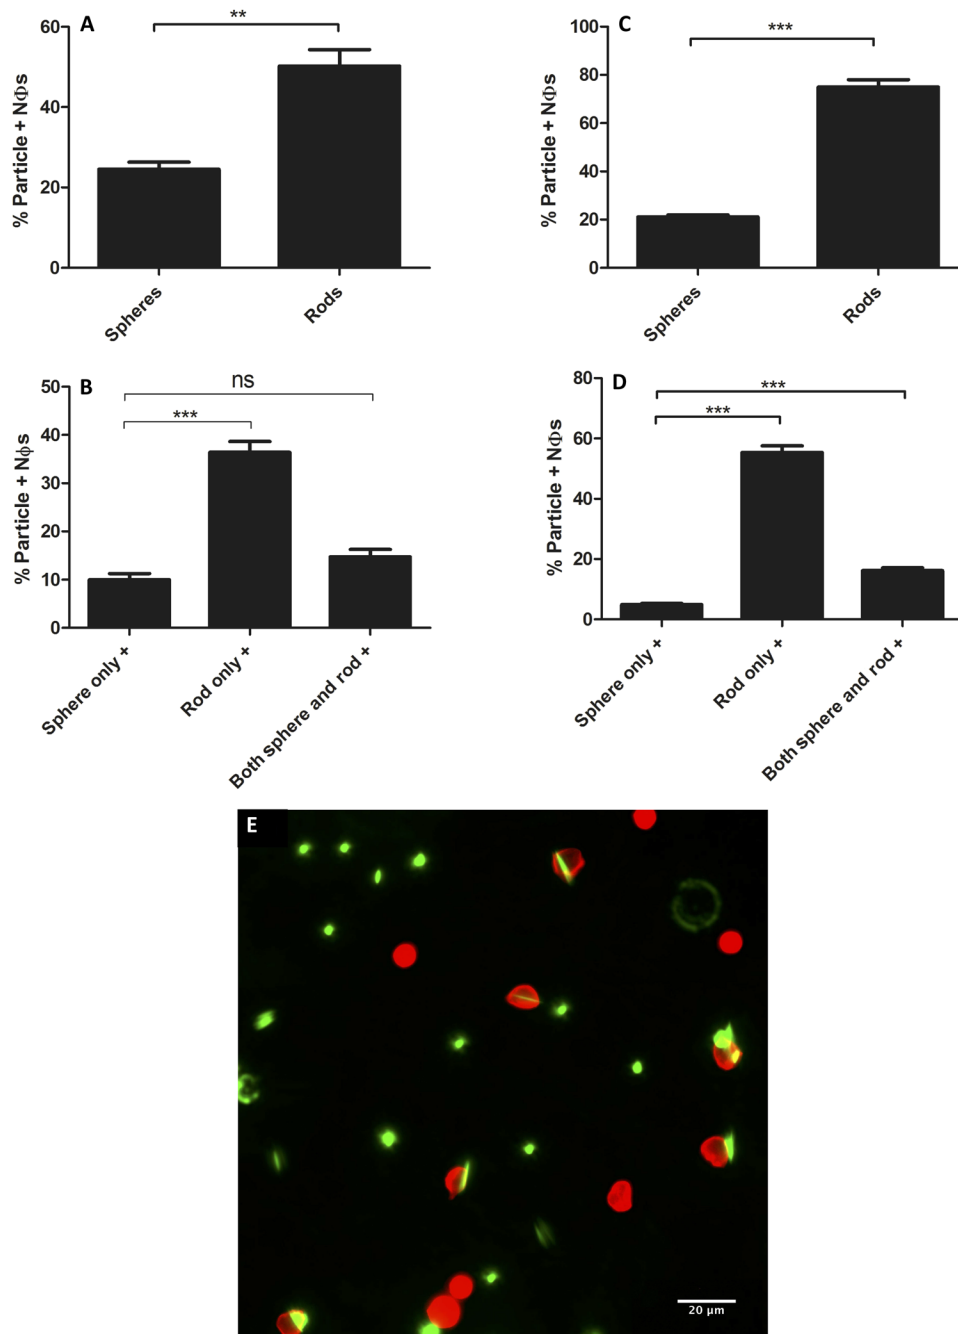 A
% Particle + NΦs
60
40
20
0
**
Spheres
Rods
C
% Particle + NΦs
100
80
60
40
20
0
***
Spheres
Rods
B
% Particle + Nϕs
50
40
30
20
10
0
ns
***
Sphere only +
Rod only +
Both sphere and rod +
D
% Particle + NΦs
80
60
40
20
0
***
***
Sphere only +
Rod only +
Both sphere and rod +
E
20 µm